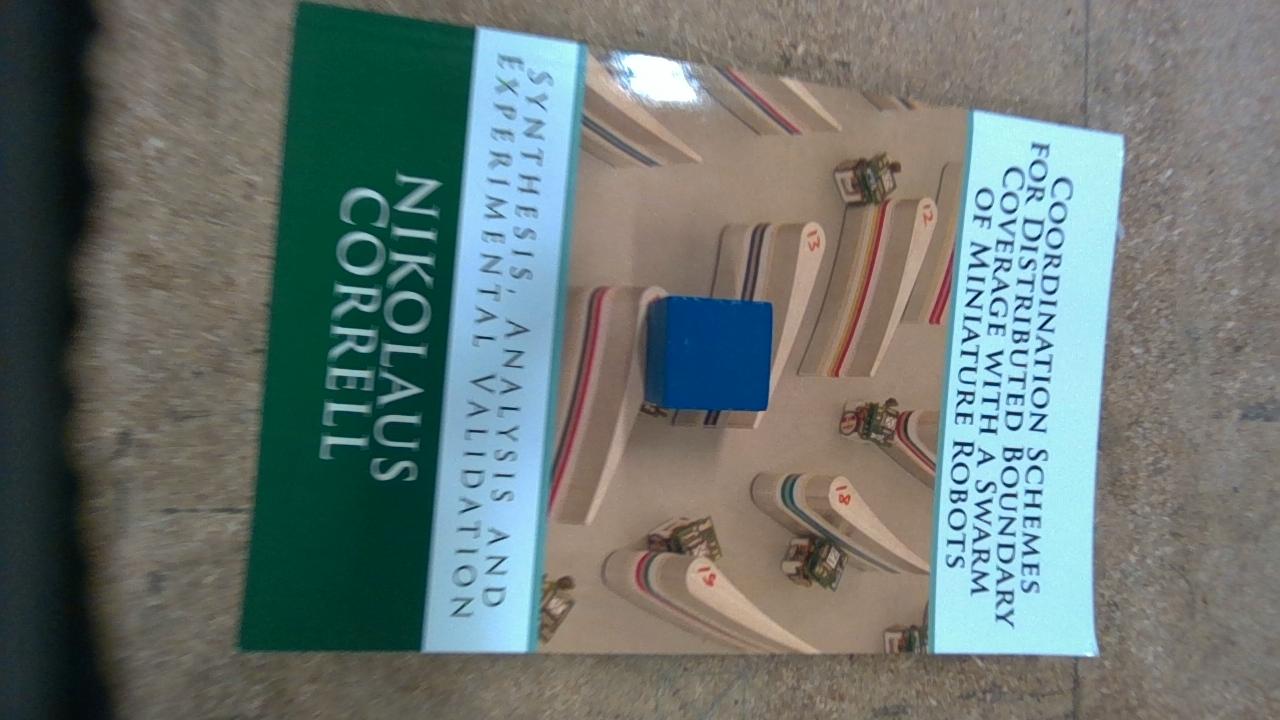 COORDINATION SCHEMES
FOR DISTRIBUTED BOUNDARY
COVERAGE WITH A SWARM
OF MINIATURE ROBOTS
12
13
18
19
SYNTHESIS, ANALYSIS AND
EXPERIMENTAL VALIDATION
NIKOLAUS
CORRELL